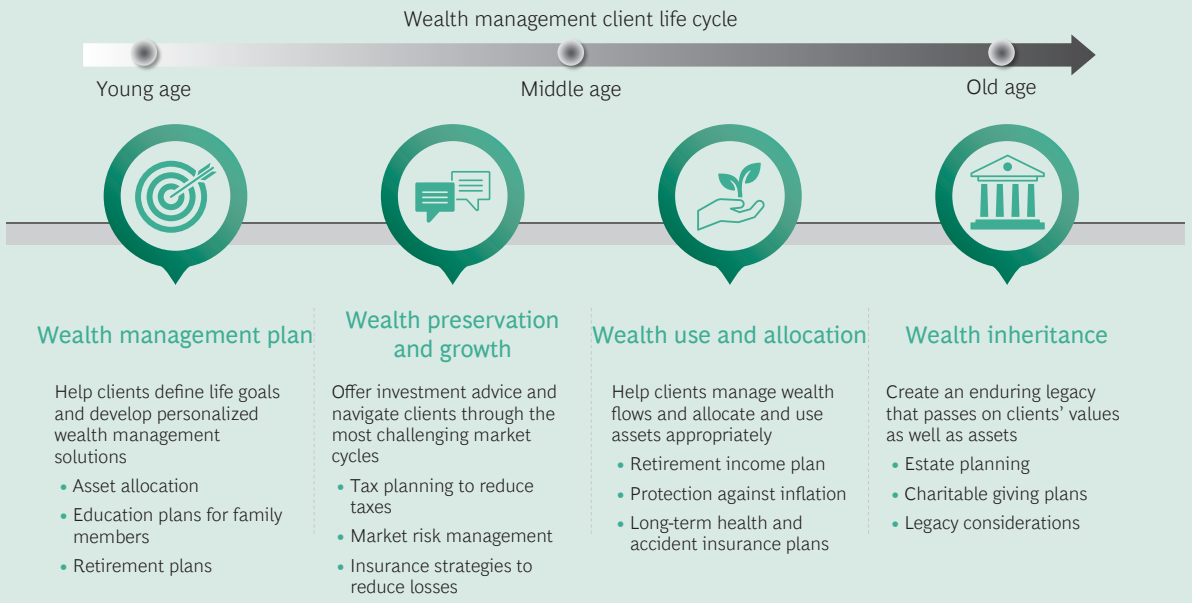 Wealth management client life cycle
Young age
Middle age
Old age
Wealth management plan
Help clients define life goals
and develop personalized
wealth management
solutions
• Asset allocation
• Education plans for family
members
• Retirement plans
Wealth preservation
and growth
Offer investment advice and
navigate clients through the
most challenging market
cycles
• Tax planning to reduce
taxes
• Market risk management
• Insurance strategies to
reduce losses
Wealth use and allocation
Help clients manage wealth
flows and allocate and use
assets appropriately
• Retirement income plan
• Protection against inflation
• Long-term health and
accident insurance plans
Wealth inheritance
Create an enduring legacy
that passes on clients’ values
as well as assets
• Estate planning
• Charitable giving plans
• Legacy considerations